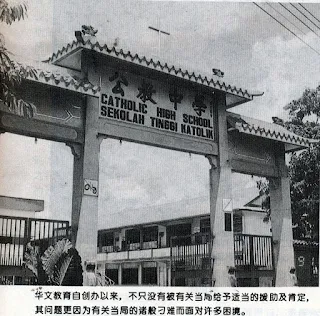 公教中学
CATHOLIC HIGH SCHOOL
SEKOLAH TINGGI KATOLIK
华文教育自创办以来，不只没有被有关当局给予适当的援助及肯定，
其问题更因为有关当局的诸般刁难而面对许多困境。